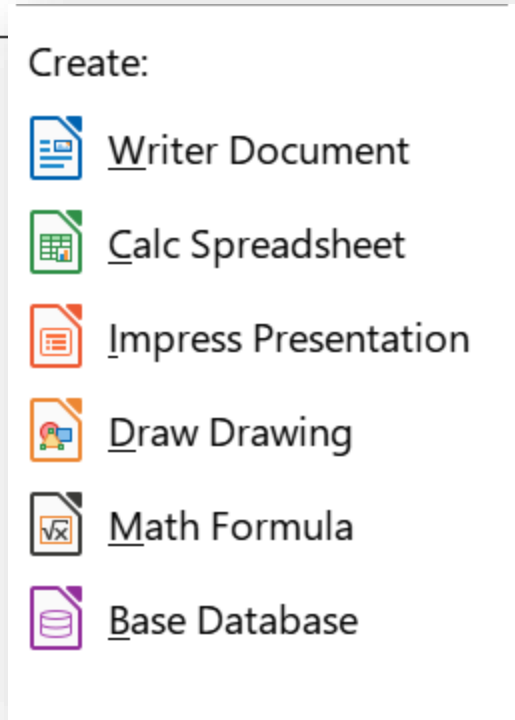 Create:
Writer Document
Calc Spreadsheet
Impress Presentation
Draw Drawing
√x Math Formula
Base Database